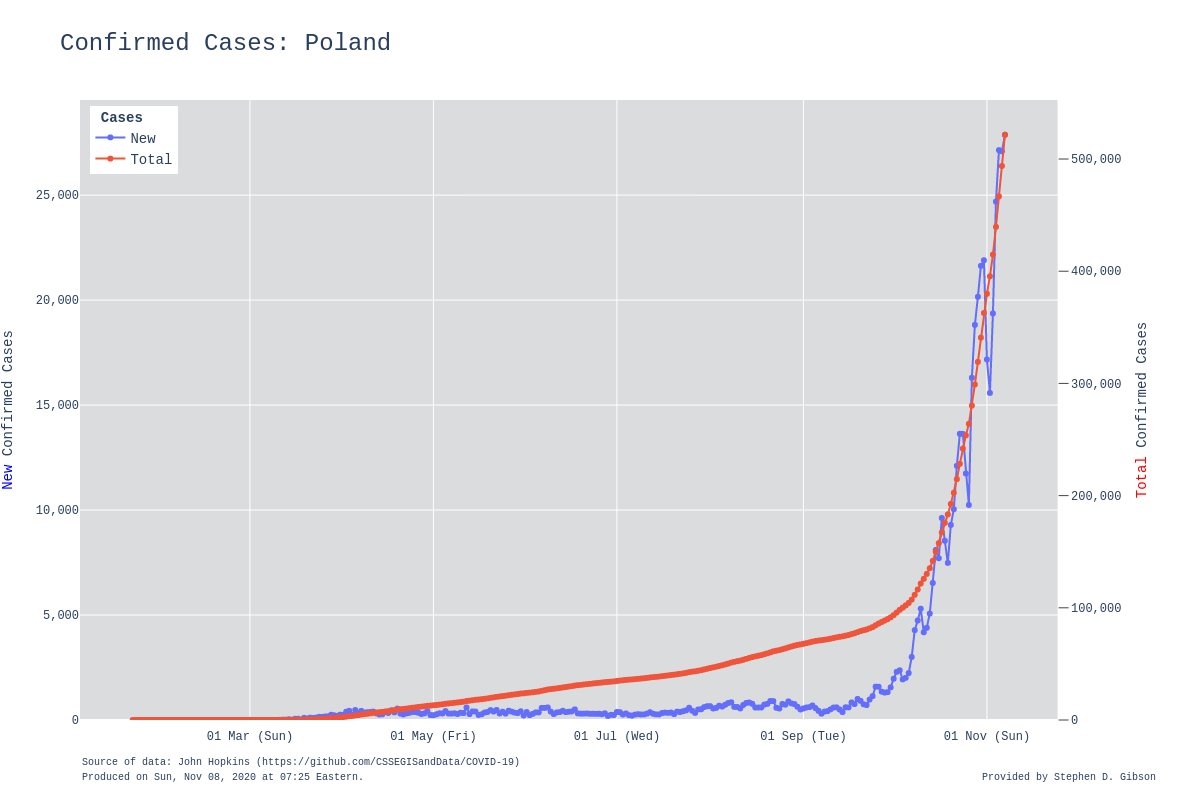 Confirmed Cases: Poland
Cases
New
Total
25,000
20,000
15,000
10,000
5,000
0
500,000
400,000
300,000
200,000
100,000
0
New Confirmed Cases
Total Confirmed Cases
01 Mar (Sun)
01 May (Fri)
01 Jul (Wed)
01 Sep (Tue)
01 Nov (Sun)
Source of data: John Hopkins (https://github.com/CSSEGISandData/COVID-19)
Produced on Sun, Nov 08, 2020 at 07:25 Eastern.
Provided by Stephen D. Gibson